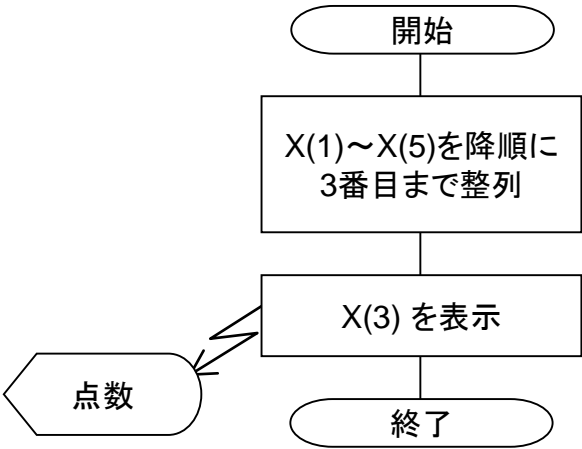 開始
X(1)～X(5)を降順に
3番目まで整列
X(3) を表示
点数
終了